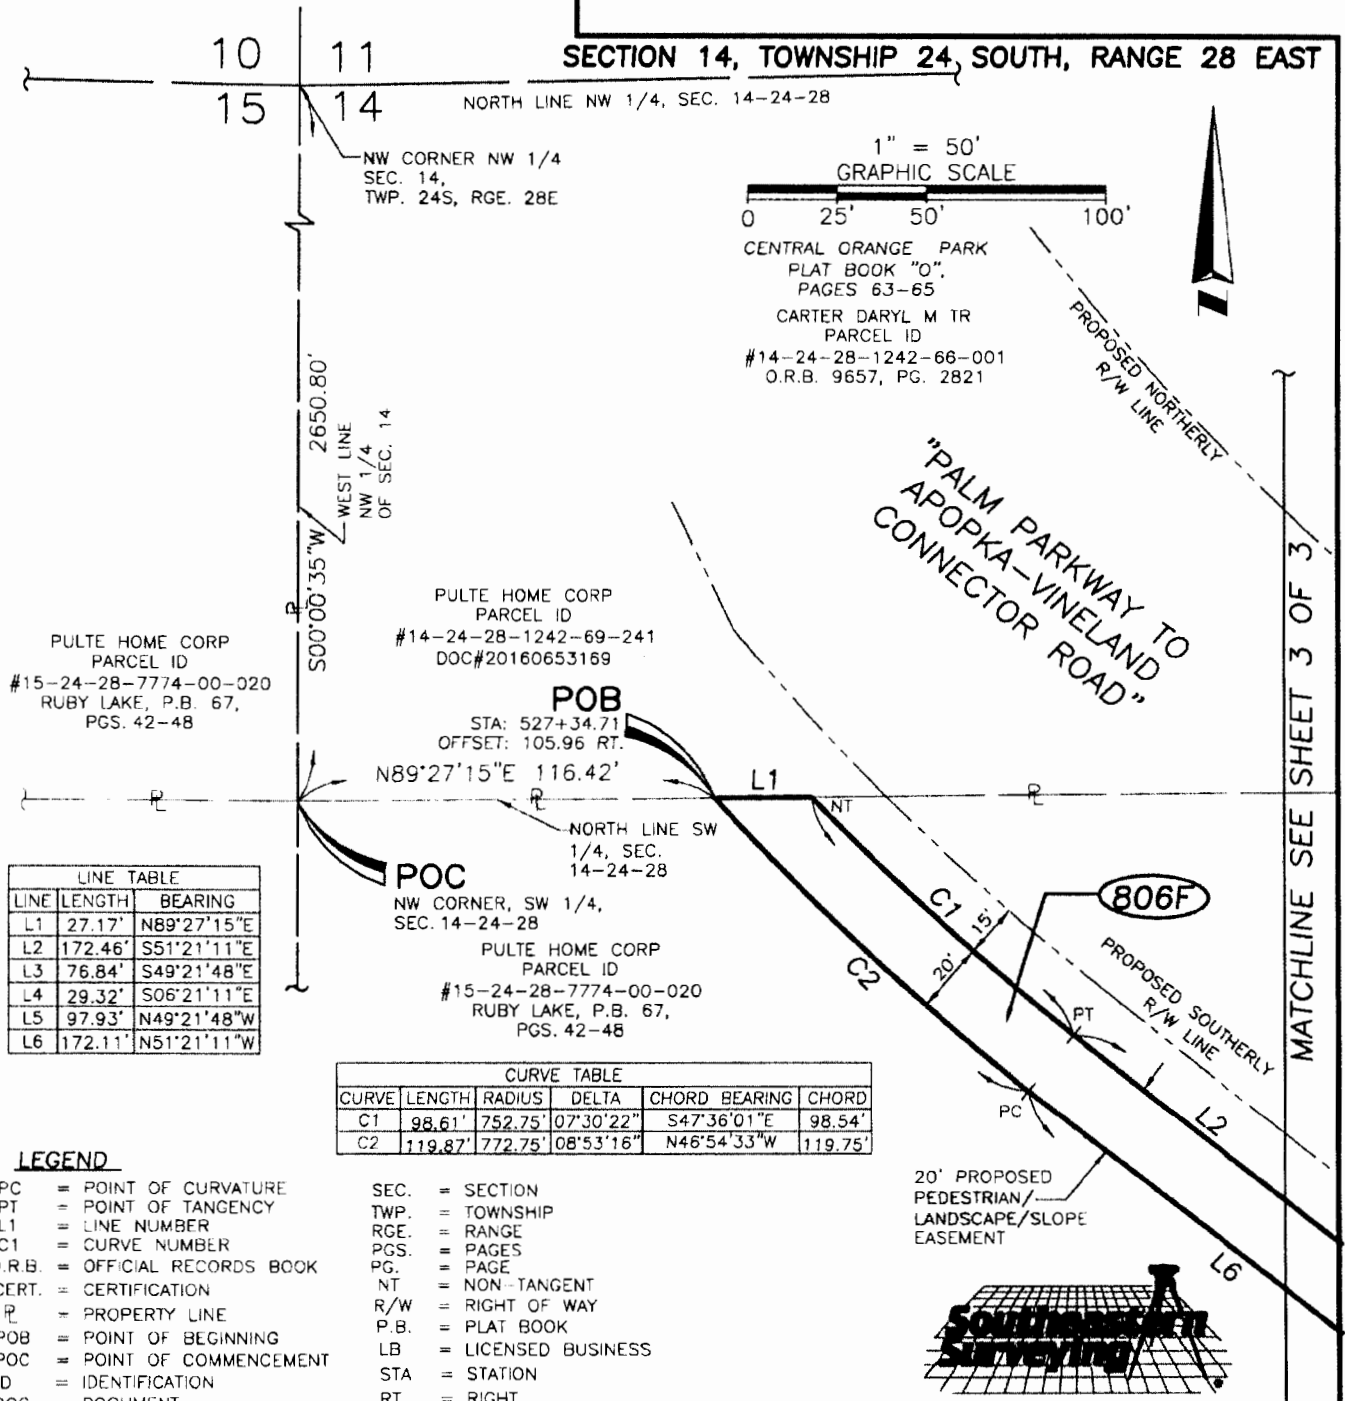 SECTION 14, TOWNSHIP 24, SOUTH, RANGE 28 EAST
10 11
15 14
NORTH LINE NW 1/4, SEC. 14-24-28
NW CORNER NW 1/4
SEC. 14,
TWP. 24S, RGE. 28E
1" = 50'
GRAPHIC SCALE
0 25' 50' 100'
CENTRAL ORANGE PARK
PLAT BOOK "O",
PAGES 63-65
CARTER DARYL M TR
PARCEL ID
#14-24-28-1242-66-001
O.R.B. 9657, PG. 2821
PROPOSED NORTHERLY
R/W LINE
S00°00'35"W 2650.80'
WEST LINE
NW 1/4
OF SEC. 14
"PALM PARKWAY TO
APOPKA-VINELAND
CONNECTOR ROAD"
MATCHLINE SEE SHEET 3 OF 3
PULTE HOME CORP
PARCEL ID
#14-24-28-1242-69-241
DOC#20160653169
PULTE HOME CORP
PARCEL ID
#15-24-28-7774-00-020
RUBY LAKE, P.B. 67,
PGS. 42-48
POB
STA: 527+34.71
OFFSET: 105.96 RT.
N89°27'15"E 116.42'
L1
NT
NORTH LINE SW
1/4, SEC.
14-24-28
POC
NW CORNER, SW 1/4,
SEC. 14-24-28
PULTE HOME CORP
PARCEL ID
#15-24-28-7774-00-020
RUBY LAKE, P.B. 67,
PGS. 42-48
LINE TABLE
LINE LENGTH BEARING
L1 27.17' N89°27'15"E
L2 172.46' S51°21'11"E
L3 76.84' S49°21'48"E
L4 29.32' S06°21'11"E
L5 97.93' N49°21'48"W
L6 172.11' N51°21'11"W
C1
15'
20'
C2
806F
PROPOSED SOUTHERLY
R/W LINE
PT
PC
L2
L6
CURVE TABLE
CURVE LENGTH RADIUS DELTA CHORD BEARING CHORD
C1 98.61' 752.75' 07°30'22" S47°36'01"E 98.54'
C2 119.87' 772.75' 08°53'16" N46°54'33"W 119.75'
20' PROPOSED
PEDESTRIAN/
LANDSCAPE/SLOPE
EASEMENT
LEGEND
PC = POINT OF CURVATURE
PT = POINT OF TANGENCY
L1 = LINE NUMBER
C1 = CURVE NUMBER
O.R.B. = OFFICIAL RECORDS BOOK
CERT. = CERTIFICATION
PL = PROPERTY LINE
POB = POINT OF BEGINNING
POC = POINT OF COMMENCEMENT
ID = IDENTIFICATION
SEC. = SECTION
TWP. = TOWNSHIP
RGE. = RANGE
PGS. = PAGES
PG. = PAGE
NT = NON-TANGENT
R/W = RIGHT OF WAY
P.B. = PLAT BOOK
LB = LICENSED BUSINESS
STA = STATION
RT = RIGHT
Southeastern
Surveying